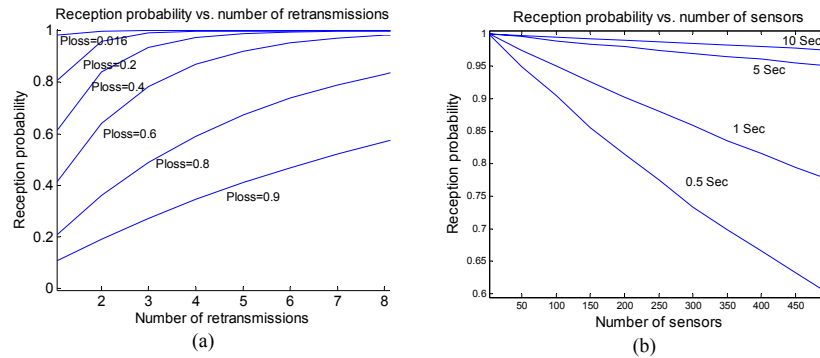 Reception probability vs. number of retransmissions
Reception probability
1
0.8
0.6
0.4
0.2
0
Ploss=0.016
Ploss=0.2
Ploss=0.4
Ploss=0.6
Ploss=0.8
Ploss=0.9
2 3 4 5 6 7 8
Number of retransmissions
(a)
Reception probability vs. number of sensors
Reception probability
1
0.95
0.9
0.85
0.8
0.75
0.7
0.65
0.6
10 Sec
5 Sec
1 Sec
0.5 Sec
50 100 150 200 250 300 350 400 450
Number of sensors
(b)